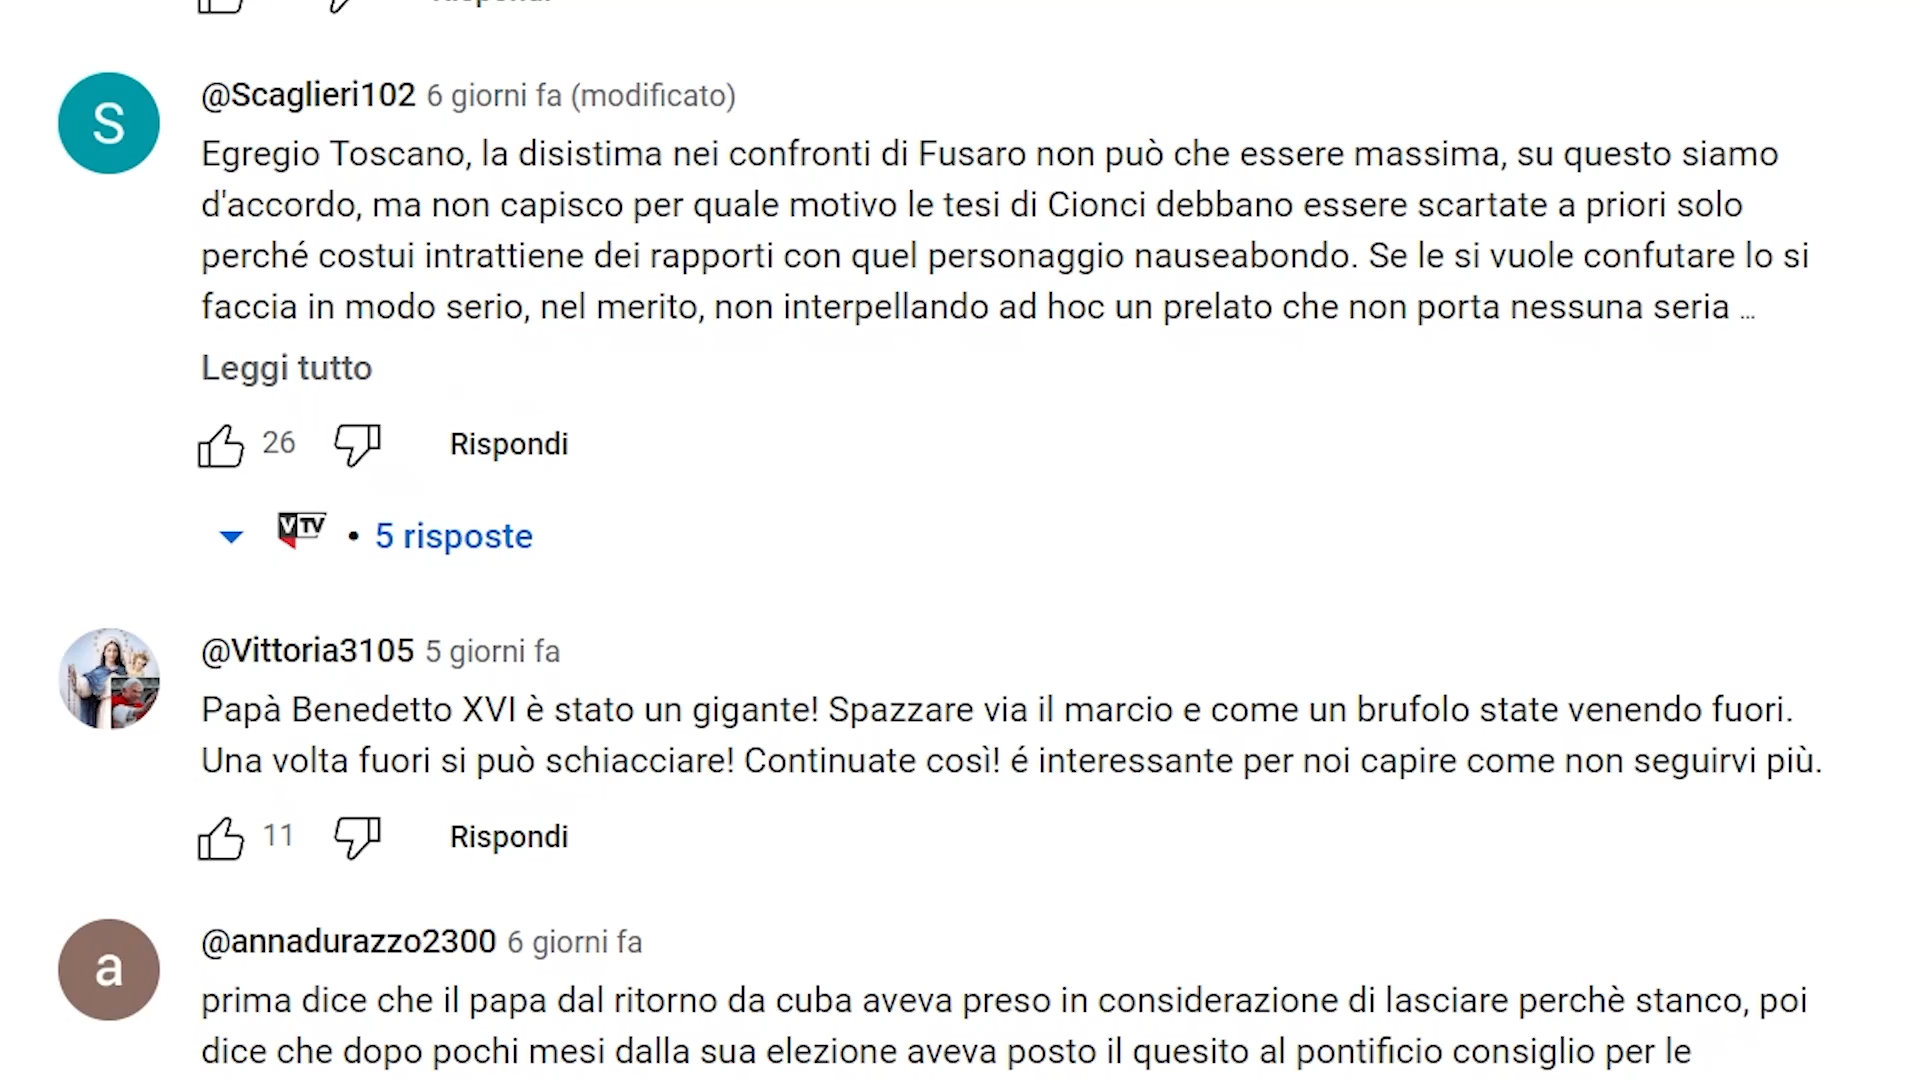 @Scaglieri102 6 giorni fa (modificato)
S
Egregio Toscano, la disistima nei confronti di Fusaro non può che essere massima, su questo siamo
d'accordo, ma non capisco per quale motivo le tesi di Cionci debbano essere scartate a priori solo
perché costui intrattiene dei rapporti con quel personaggio nauseabondo. Se le si vuole confutare lo si
faccia in modo serio, nel merito, non interpellando ad hoc un prelato che non porta nessuna seria ...
Leggi tutto
26 Rispondi
VTV • 5 risposte
@Vittoria3105 5 giorni fa
Papà Benedetto XVI è stato un gigante! Spazzare via il marcio e come un brufolo state venendo fuori.
Una volta fuori si può schiacciare! Continuate così! é interessante per noi capire come non seguirvi più.
11 Rispondi
@annadurazzo2300 6 giorni fa
a
prima dice che il papa dal ritorno da cuba aveva preso in considerazione di lasciare perchè stanco, poi
dice che dopo pochi mesi dalla sua elezione aveva posto il quesito al pontificio consiglio per le